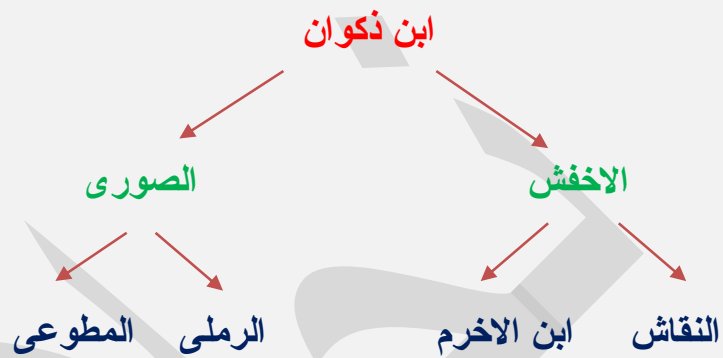 ابن ذكوان
الاخفش الصورى
النقاش ابن الاخرم الرملى المطوعى